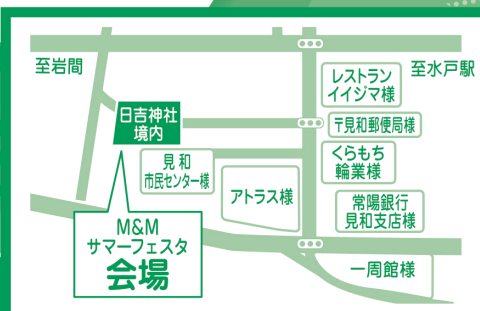 至岩間
至水戸駅
レストラン
イイジマ様
日吉神社
境内
〒見和郵便局様
見和
市民センター様
くらもち
輪業様
アトラス様
常陽銀行
見和支店様
M&M
サマーフェスタ
会場
一周館様